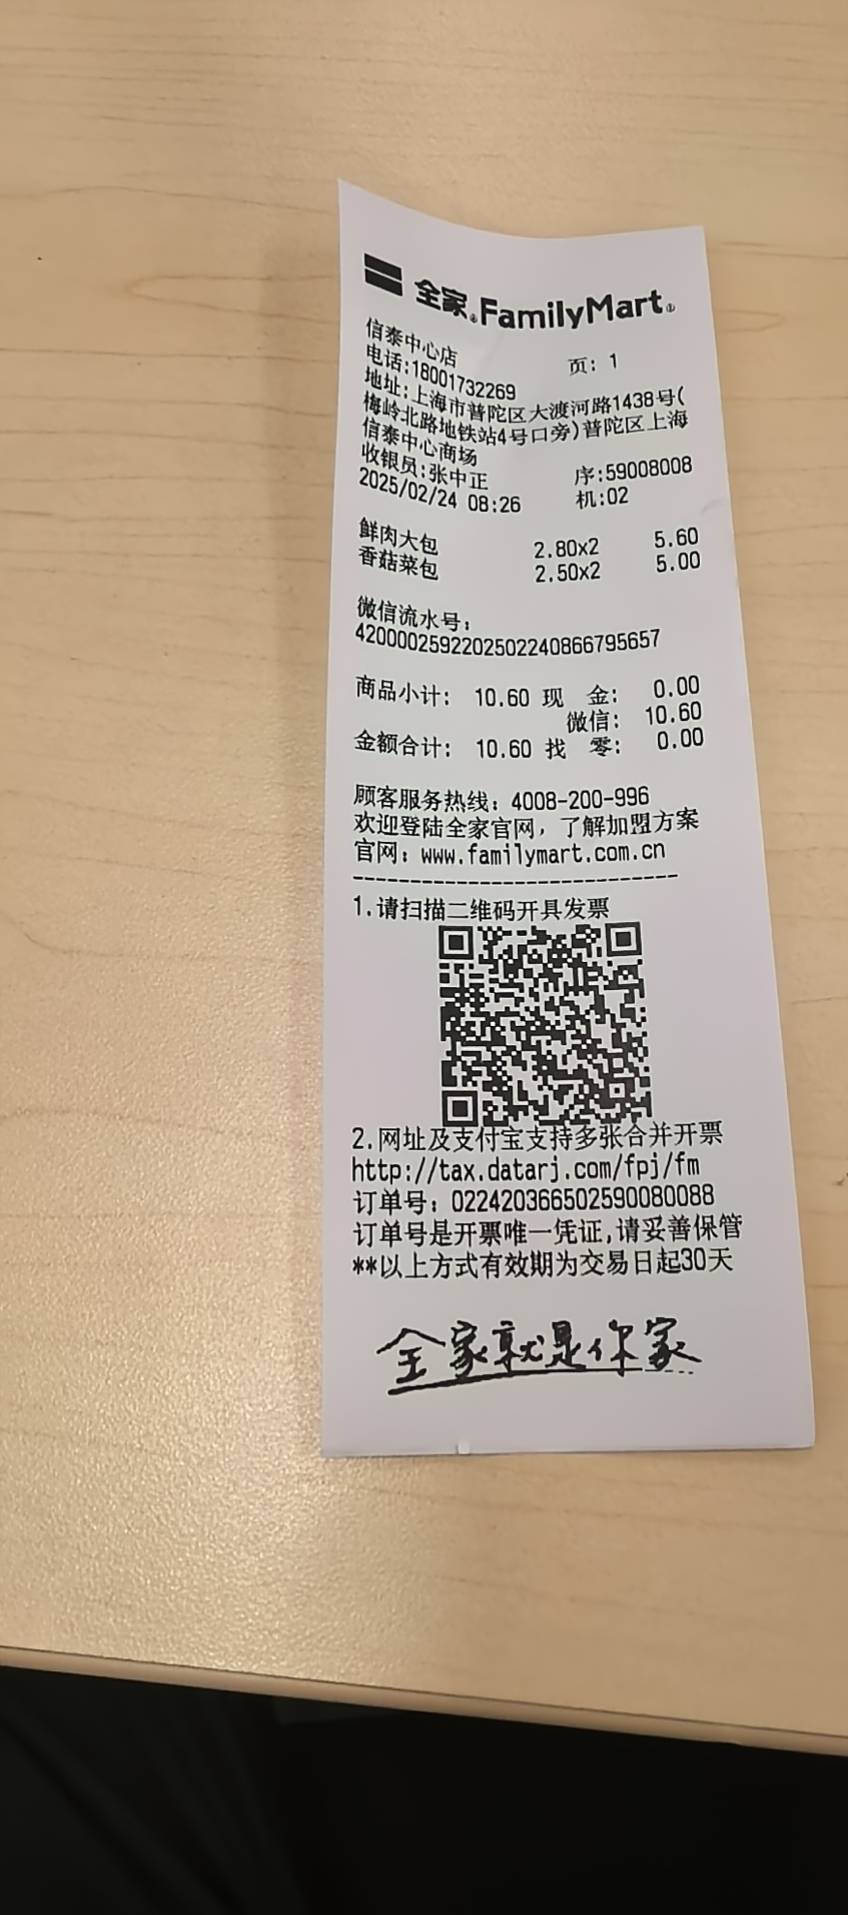 全家 FamilyMart
信泰中心店 页: 1
电话:18001732269
地址:上海市普陀区大渡河路1438号(
梅岭北路地铁站4号口旁)普陀区上海
信泰中心商场
收银员:张中正 序:59008008
2025/02/24 08:26 机:02
鲜肉大包 2.80x2 5.60
香菇菜包 2.50x2 5.00
微信流水号:
4200002592202502240866795657
商品小计: 10.60 现 金: 0.00
微信: 10.60
金额合计: 10.60 找 零: 0.00
顾客服务热线: 4008-200-996
欢迎登陆全家官网，了解加盟方案
官网: www.familymart.com.cn
----------------------------
1.请扫描二维码开具发票
2.网址及支付宝支持多张合并开票
http://tax.datarj.com/fpj/fm
订单号: 022420366502590080088
订单号是开票唯一凭证,请妥善保管
**以上方式有效期为交易日起30天
全家就是你家